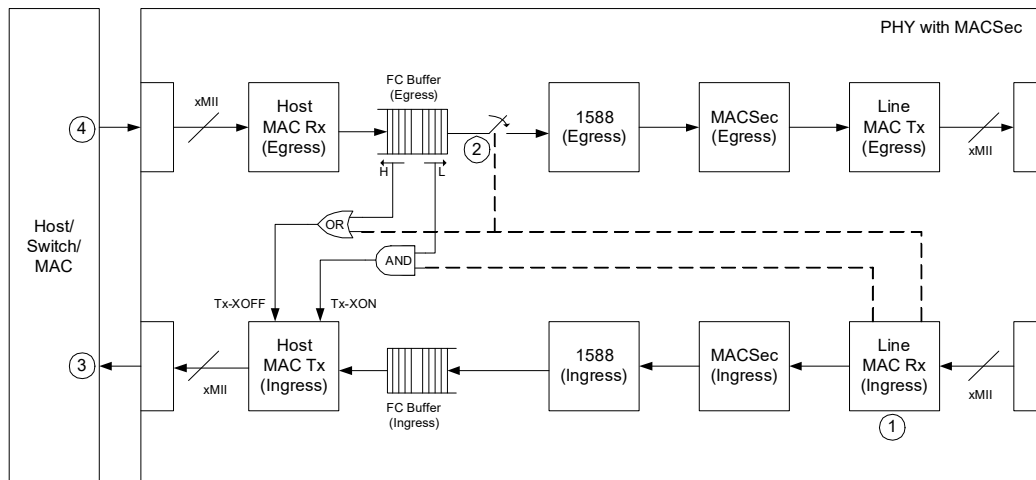 PHY with MACSec
FC Buffer
(Egress)
xMII
Host
MAC Rx
(Egress)
1588
(Egress)
MACSec
(Egress)
Line
MAC Tx
(Egress)
xMII
4
2
H
L
OR
AND
Host/
Switch/
MAC
Tx-XOFF
Tx-XON
3
xMII
Host
MAC Tx
(Ingress)
FC Buffer
(Ingress)
1588
(Ingress)
MACSec
(Ingress)
Line
MAC Rx
(Ingress)
xMII
1